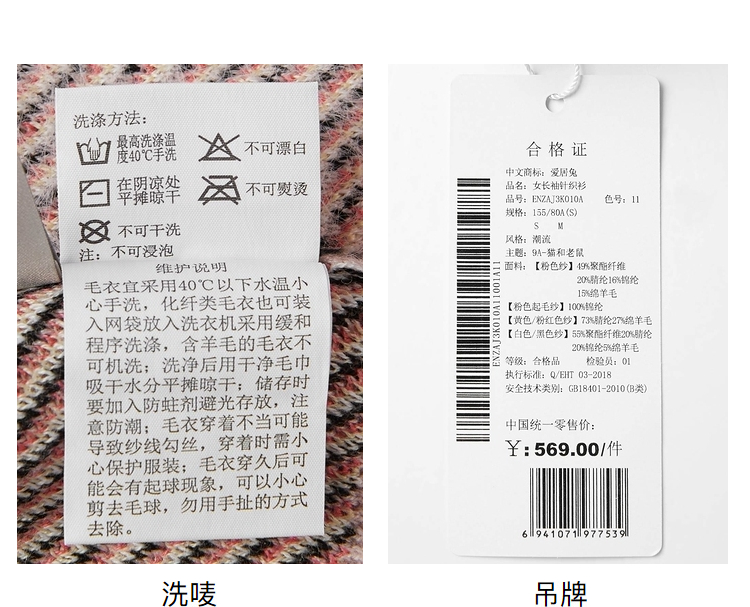 洗涤方法：
最高洗涤温
度40℃手洗
不可漂白
在阴凉处
平摊晾干
不可熨烫
不可干洗
注：不可浸泡
维护说明
毛衣宜采用40℃以下水温小
心手洗，化纤类毛衣也可装
入网袋放入洗衣机采用缓和
程序洗涤，含羊毛的毛衣不
可机洗；洗净后用干净毛巾
吸干水分平摊晾干；储存时
要加入防蛀剂避光存放，注
意防潮；毛衣穿着不当可能
导致纱线勾丝，穿着时需小
心保护服装；毛衣穿久后可
能会有起球现象，可以小心
剪去毛球，勿用手扯的方式
去除。
洗唛
合格证
中文商标：爱居兔
品名：女长袖针织衫
品号：ENZAJ3K010A 色号：11
规格：155/80A(S)
S M
风格：潮流
主题：9A-猫和老鼠
面料：【粉色纱】49%聚酯纤维
20%腈纶16%锦纶
15%绵羊毛
【粉色起毛纱】100%锦纶
【黄色/粉红色纱】73%腈纶27%绵羊毛
【白色/黑色纱】55%聚酯纤维20%腈纶
20%锦纶5%绵羊毛
等级：合格品 检验员：01
执行标准：Q/EHT 03-2018
安全技术类别：GB18401-2010(B类)
ENZAJ3K010A11001A11
中国统一零售价：
¥:569.00/件
6 941071 977539
吊牌